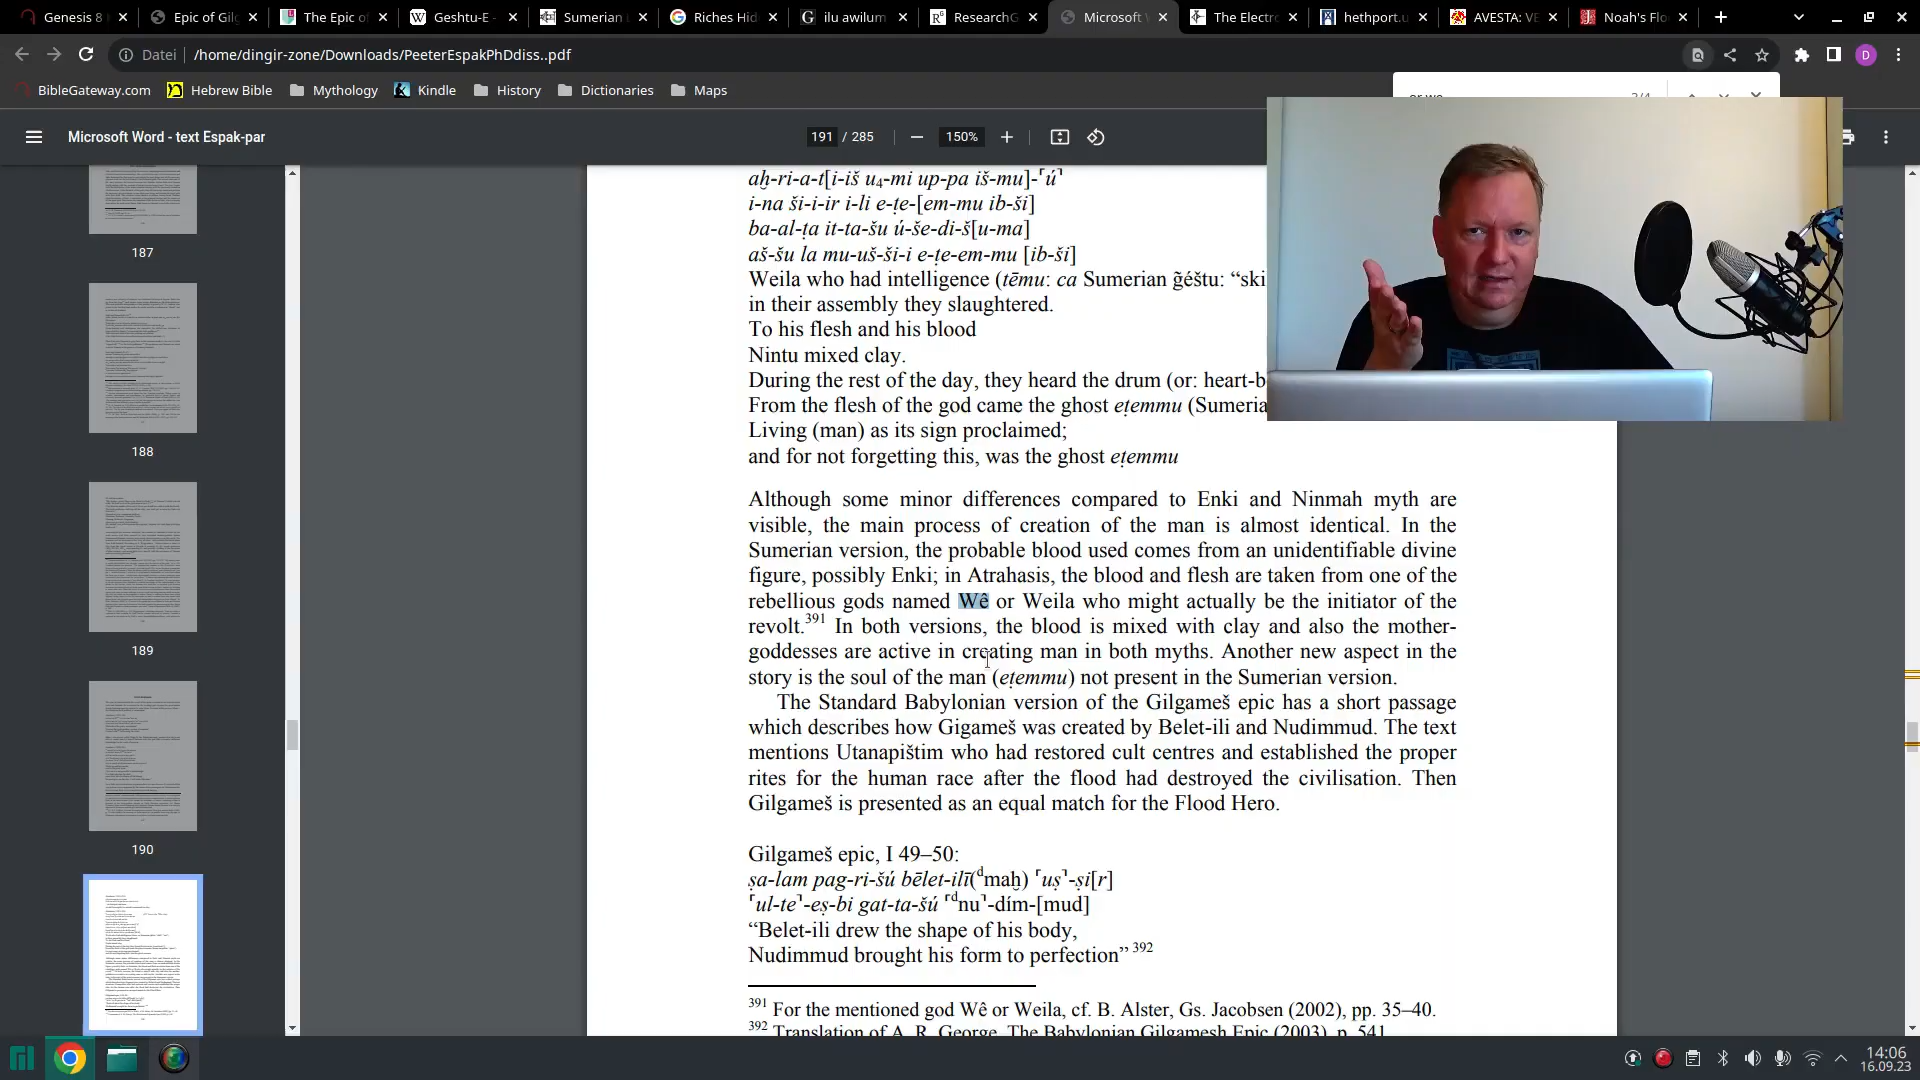 Genesis 8
Epic of Gilg
The Epic of
Geshtu-E -
Sumerian L
Riches Hid
ilu awilum
ResearchG
Microsoft W
The Electr
hethport.u
AVESTA: VE
Noah's Flo
Datei
/home/dingir-zone/Downloads/PeeterEspakPhDdiss..pdf
D
BibleGateway.com
Hebrew Bible
Mythology
Kindle
History
Dictionaries
Maps
Microsoft Word - text Espak-par
191 / 285
150%
187
188
189
190
aḫ-ri-a-t[i-iš u₄-mi up-pa iš-mu]-⸢ú⸣
i-na ši-i-ir i-li e-ṭe-[em-mu ib-ši]
ba-al-ṭa it-ta-šu ú-še-di-š[u-ma]
aš-šu la mu-uš-ši-i e-ṭe-em-mu [ib-ši]
Weila who had intelligence (tēmu: ca Sumerian g̃éštu: “ski
in their assembly they slaughtered.
To his flesh and his blood
Nintu mixed clay.
During the rest of the day, they heard the drum (or: heart-b
From the flesh of the god came the ghost eṭemmu (Sumeria
Living (man) as its sign proclaimed;
and for not forgetting this, was the ghost eṭemmu
Although some minor differences compared to Enki and Ninmah myth are
visible, the main process of creation of the man is almost identical. In the
Sumerian version, the probable blood used comes from an unidentifiable divine
figure, possibly Enki; in Atrahasis, the blood and flesh are taken from one of the
rebellious gods named Wê or Weila who might actually be the initiator of the
revolt.³⁹¹ In both versions, the blood is mixed with clay and also the mother-
goddesses are active in creating man in both myths. Another new aspect in the
story is the soul of the man (eṭemmu) not present in the Sumerian version.
The Standard Babylonian version of the Gilgameš epic has a short passage
which describes how Gigameš was created by Belet-ili and Nudimmud. The text
mentions Utanapištim who had restored cult centres and established the proper
rites for the human race after the flood had destroyed the civilisation. Then
Gilgameš is presented as an equal match for the Flood Hero.
Gilgameš epic, I 49–50:
ṣa-lam pag-ri-šú bēlet-ilī(ᵈmaḫ) ⸢uṣ⸣-ṣi[r]
⸢ul-te⸣-eṣ-bi gat-ta-šú ⸢ᵈnu⸣-dím-[mud]
“Belet-ili drew the shape of his body,
Nudimmud brought his form to perfection” ³⁹²
³⁹¹ For the mentioned god Wê or Weila, cf. B. Alster, Gs. Jacobsen (2002), pp. 35–40.
³⁹² Translation of A. R. George, The Babylonian Gilgamesh Epic (2003), p. 541.
14:06
16.09.23